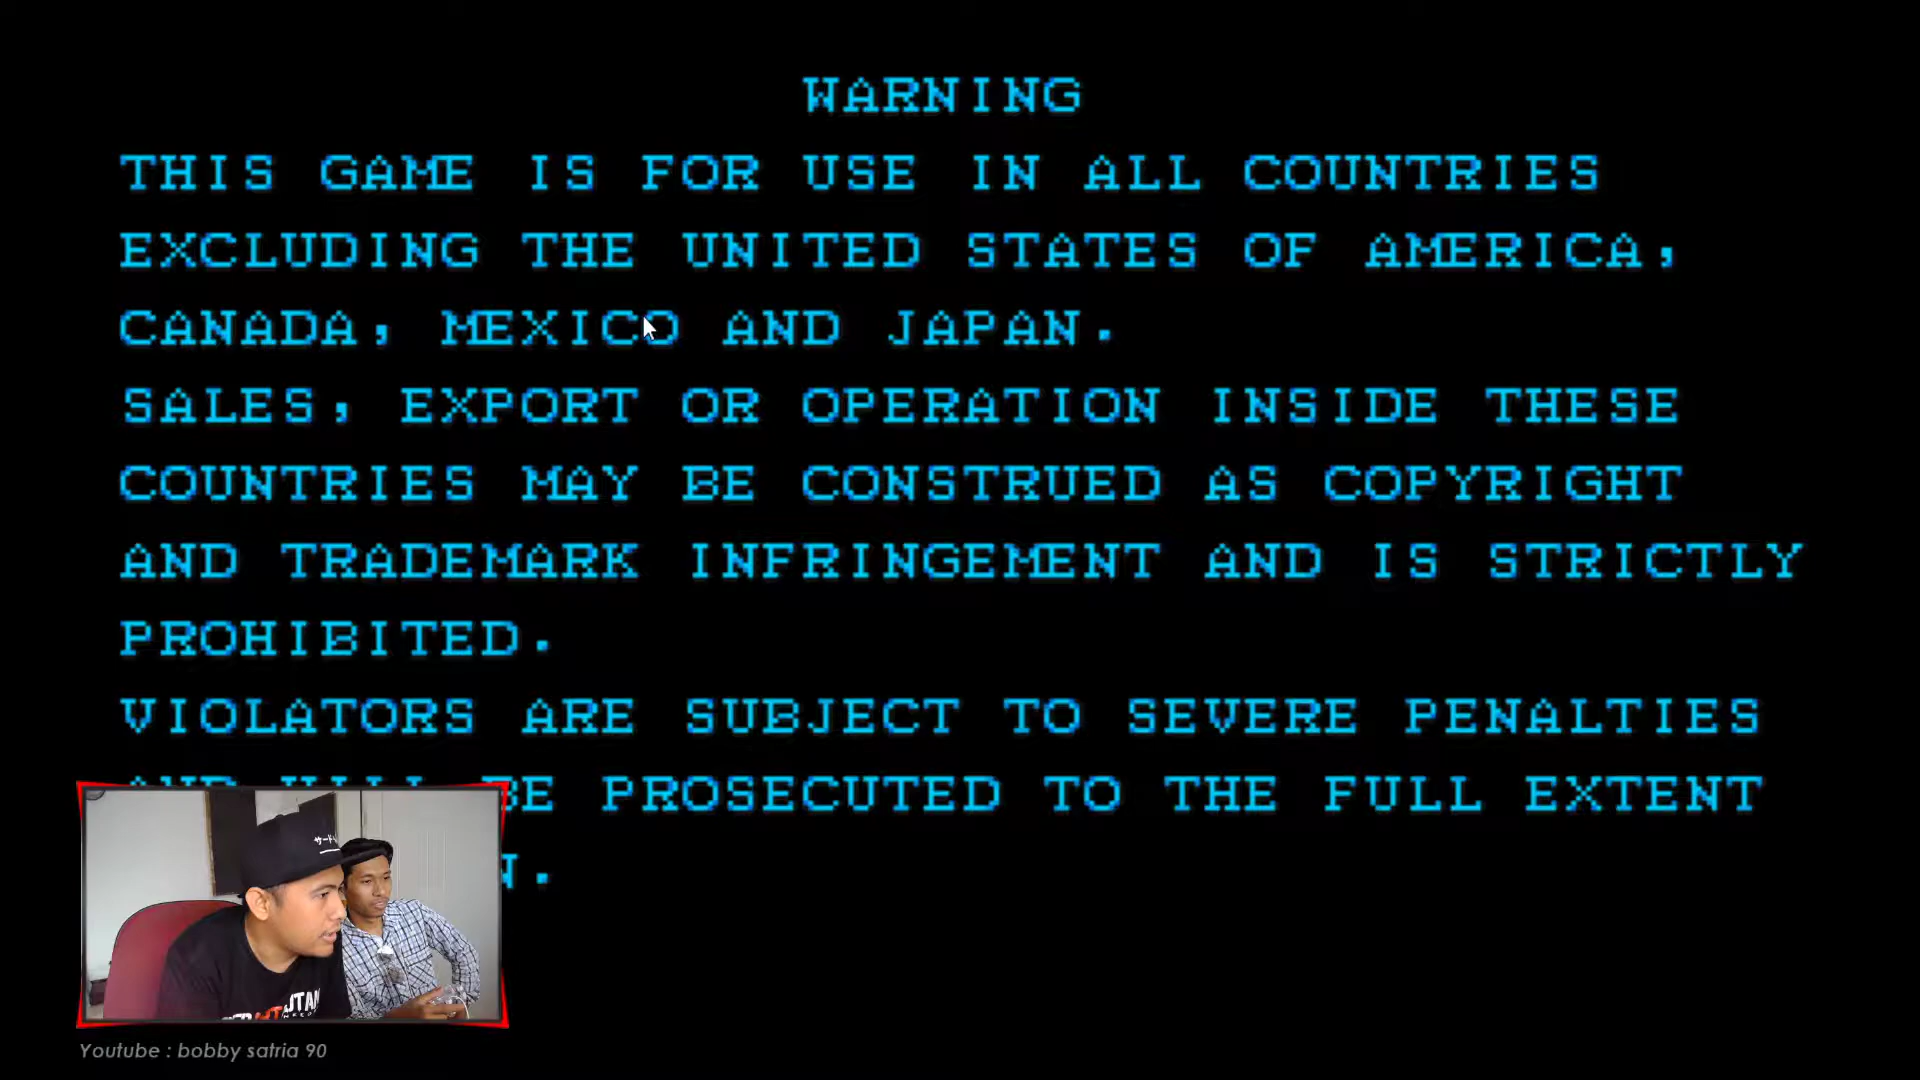 WARNING
THIS GAME IS FOR USE IN ALL COUNTRIES
EXCLUDING THE UNITED STATES OF AMERICA,
CANADA, MEXICO AND JAPAN.
SALES, EXPORT OR OPERATION INSIDE THESE
COUNTRIES MAY BE CONSTRUED AS COPYRIGHT
AND TRADEMARK INFRINGEMENT AND IS STRICTLY
PROHIBITED.
VIOLATORS ARE SUBJECT TO SEVERE PENALTIES
AND WILL BE PROSECUTED TO THE FULL EXTENT
Youtube : bobby satria 90